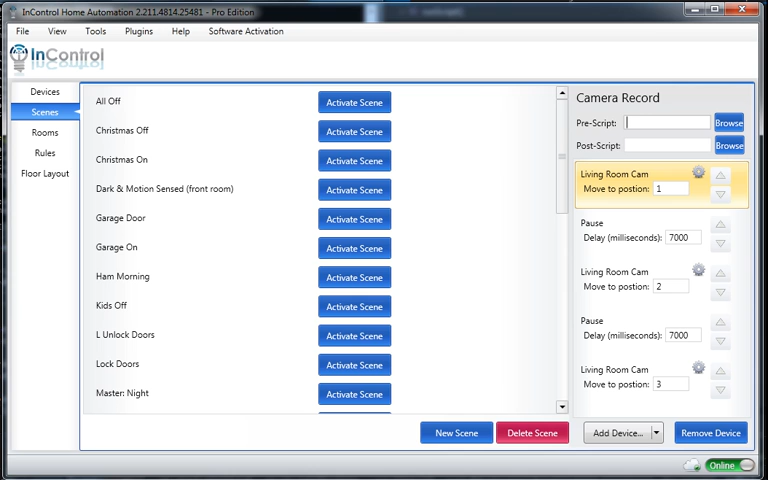 InControl Home Automation 2.211.4814.25481 - Pro Edition
File View Tools Plugins Help Software Activation
InControl
Devices
Scenes
Rooms
Rules
Floor Layout
All Off Activate Scene
Christmas Off Activate Scene
Christmas On Activate Scene
Dark & Motion Sensed (front room) Activate Scene
Garage Door Activate Scene
Garage On Activate Scene
Ham Morning Activate Scene
Kids Off Activate Scene
L Unlock Doors Activate Scene
Lock Doors Activate Scene
Master: Night Activate Scene
New Scene Delete Scene
Camera Record
Pre-Script: Browse
Post-Script: Browse
Living Room Cam
Move to postion: 1
Pause
Delay (milliseconds): 7000
Living Room Cam
Move to postion: 2
Pause
Delay (milliseconds): 7000
Living Room Cam
Move to postion: 3
Add Device... Remove Device
Online